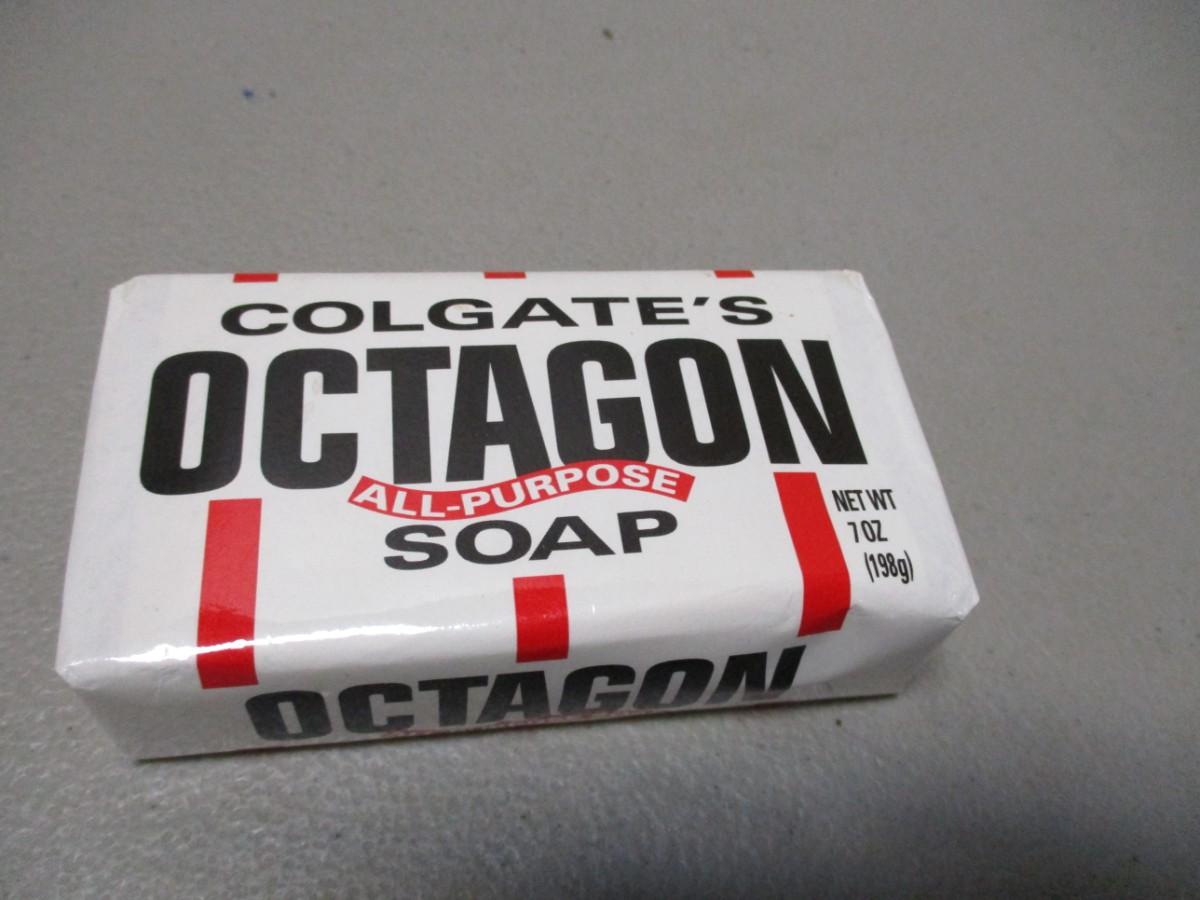 COLGATE'S
OCTAGON
ALL-PURPOSE
SOAP
NET WT
7 OZ
(198g)
OCTAGON